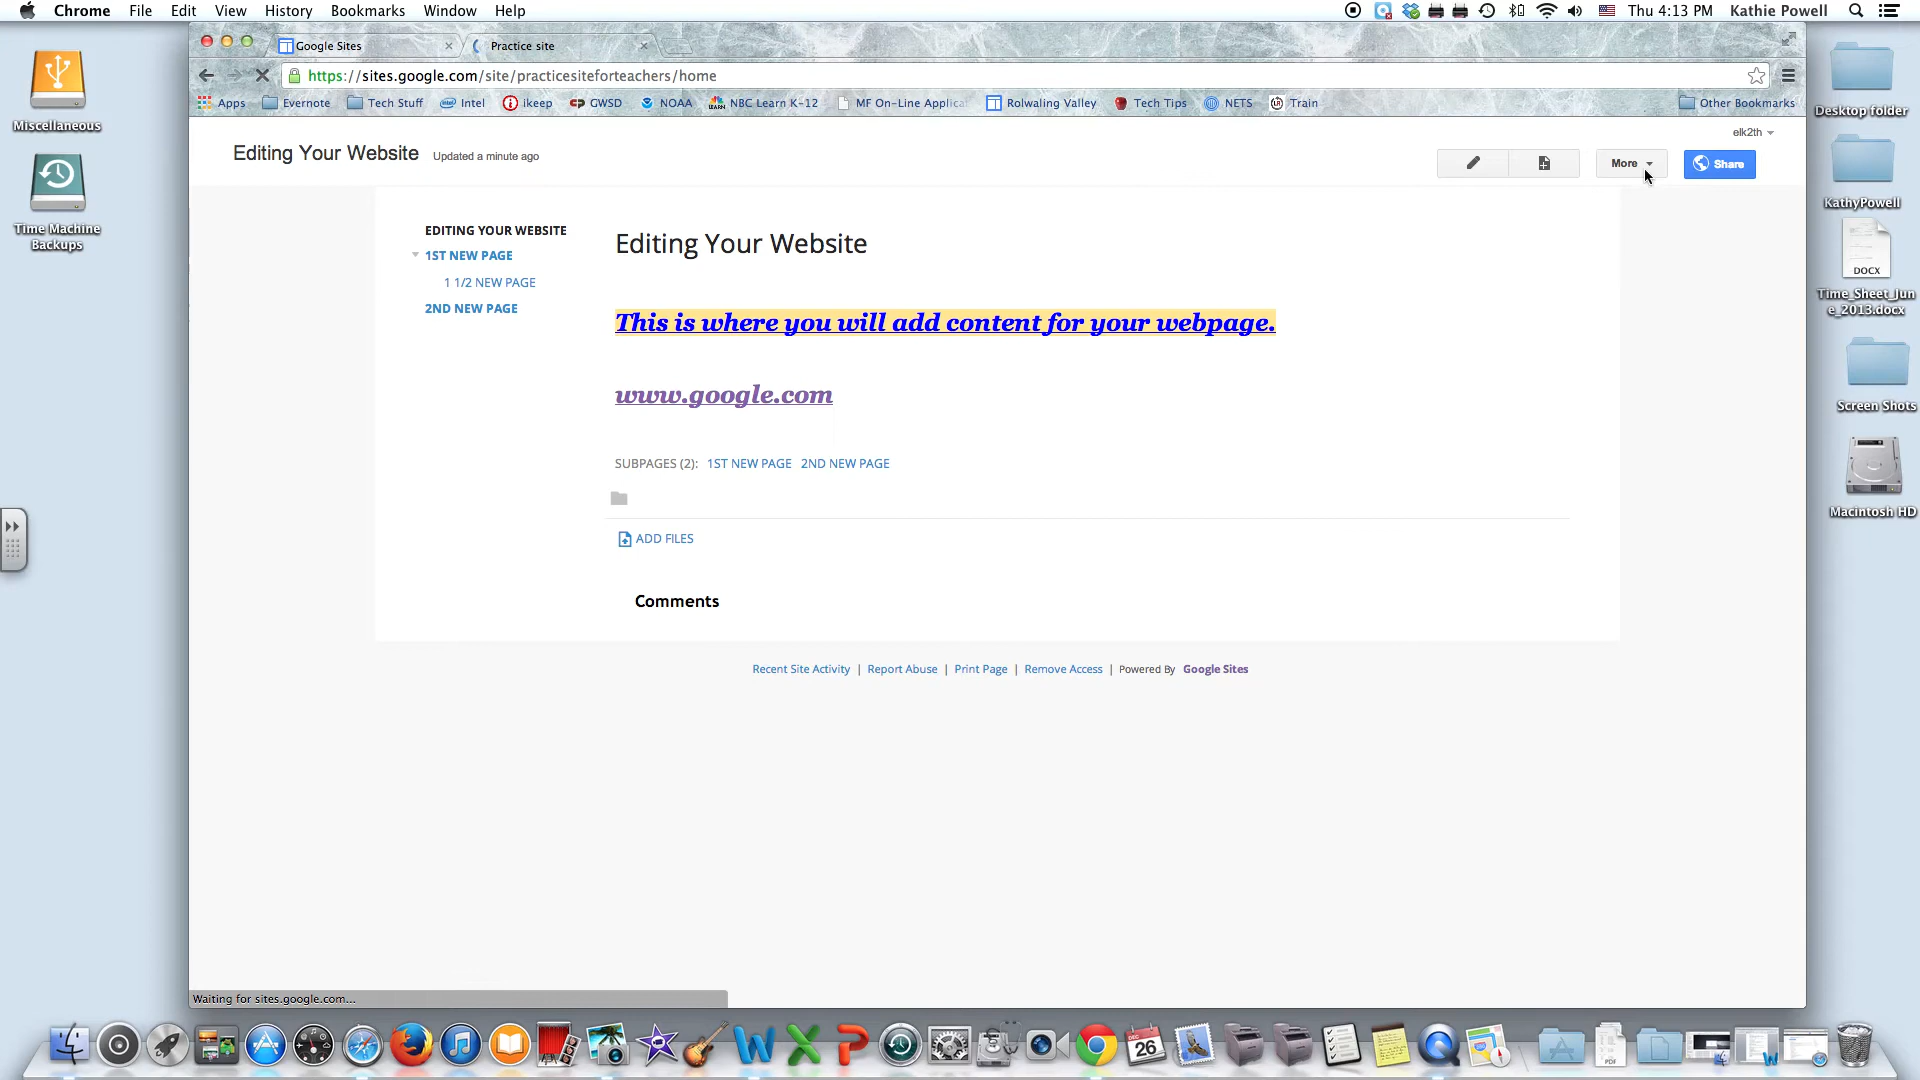 Chrome File Edit View History Bookmarks Window Help Thu 4:13 PM Kathie Powell
Google Sites Practice site
https://sites.google.com/site/practicesiteforteachers/home
Apps Evernote Tech Stuff Intel ikeep GWSD NOAA NBC Learn K-12 MF On-Line Applicat Rolwaling Valley Tech Tips NETS Train Other Bookmarks
elk2th
Editing Your Website Updated a minute ago More Share
EDITING YOUR WEBSITE
1ST NEW PAGE
1 1/2 NEW PAGE
2ND NEW PAGE
Editing Your Website
This is where you will add content for your webpage.
www.google.com
SUBPAGES (2): 1ST NEW PAGE 2ND NEW PAGE
ADD FILES
Comments
Recent Site Activity | Report Abuse | Print Page | Remove Access | Powered By Google Sites
Waiting for sites.google.com...
Miscellaneous
Time Machine
Backups
Desktop folder
KathyPowell
DOCX
Time_Sheet_jun
e_2013.docx
Screen Shots
Macintosh HD
DEC
26
PDF